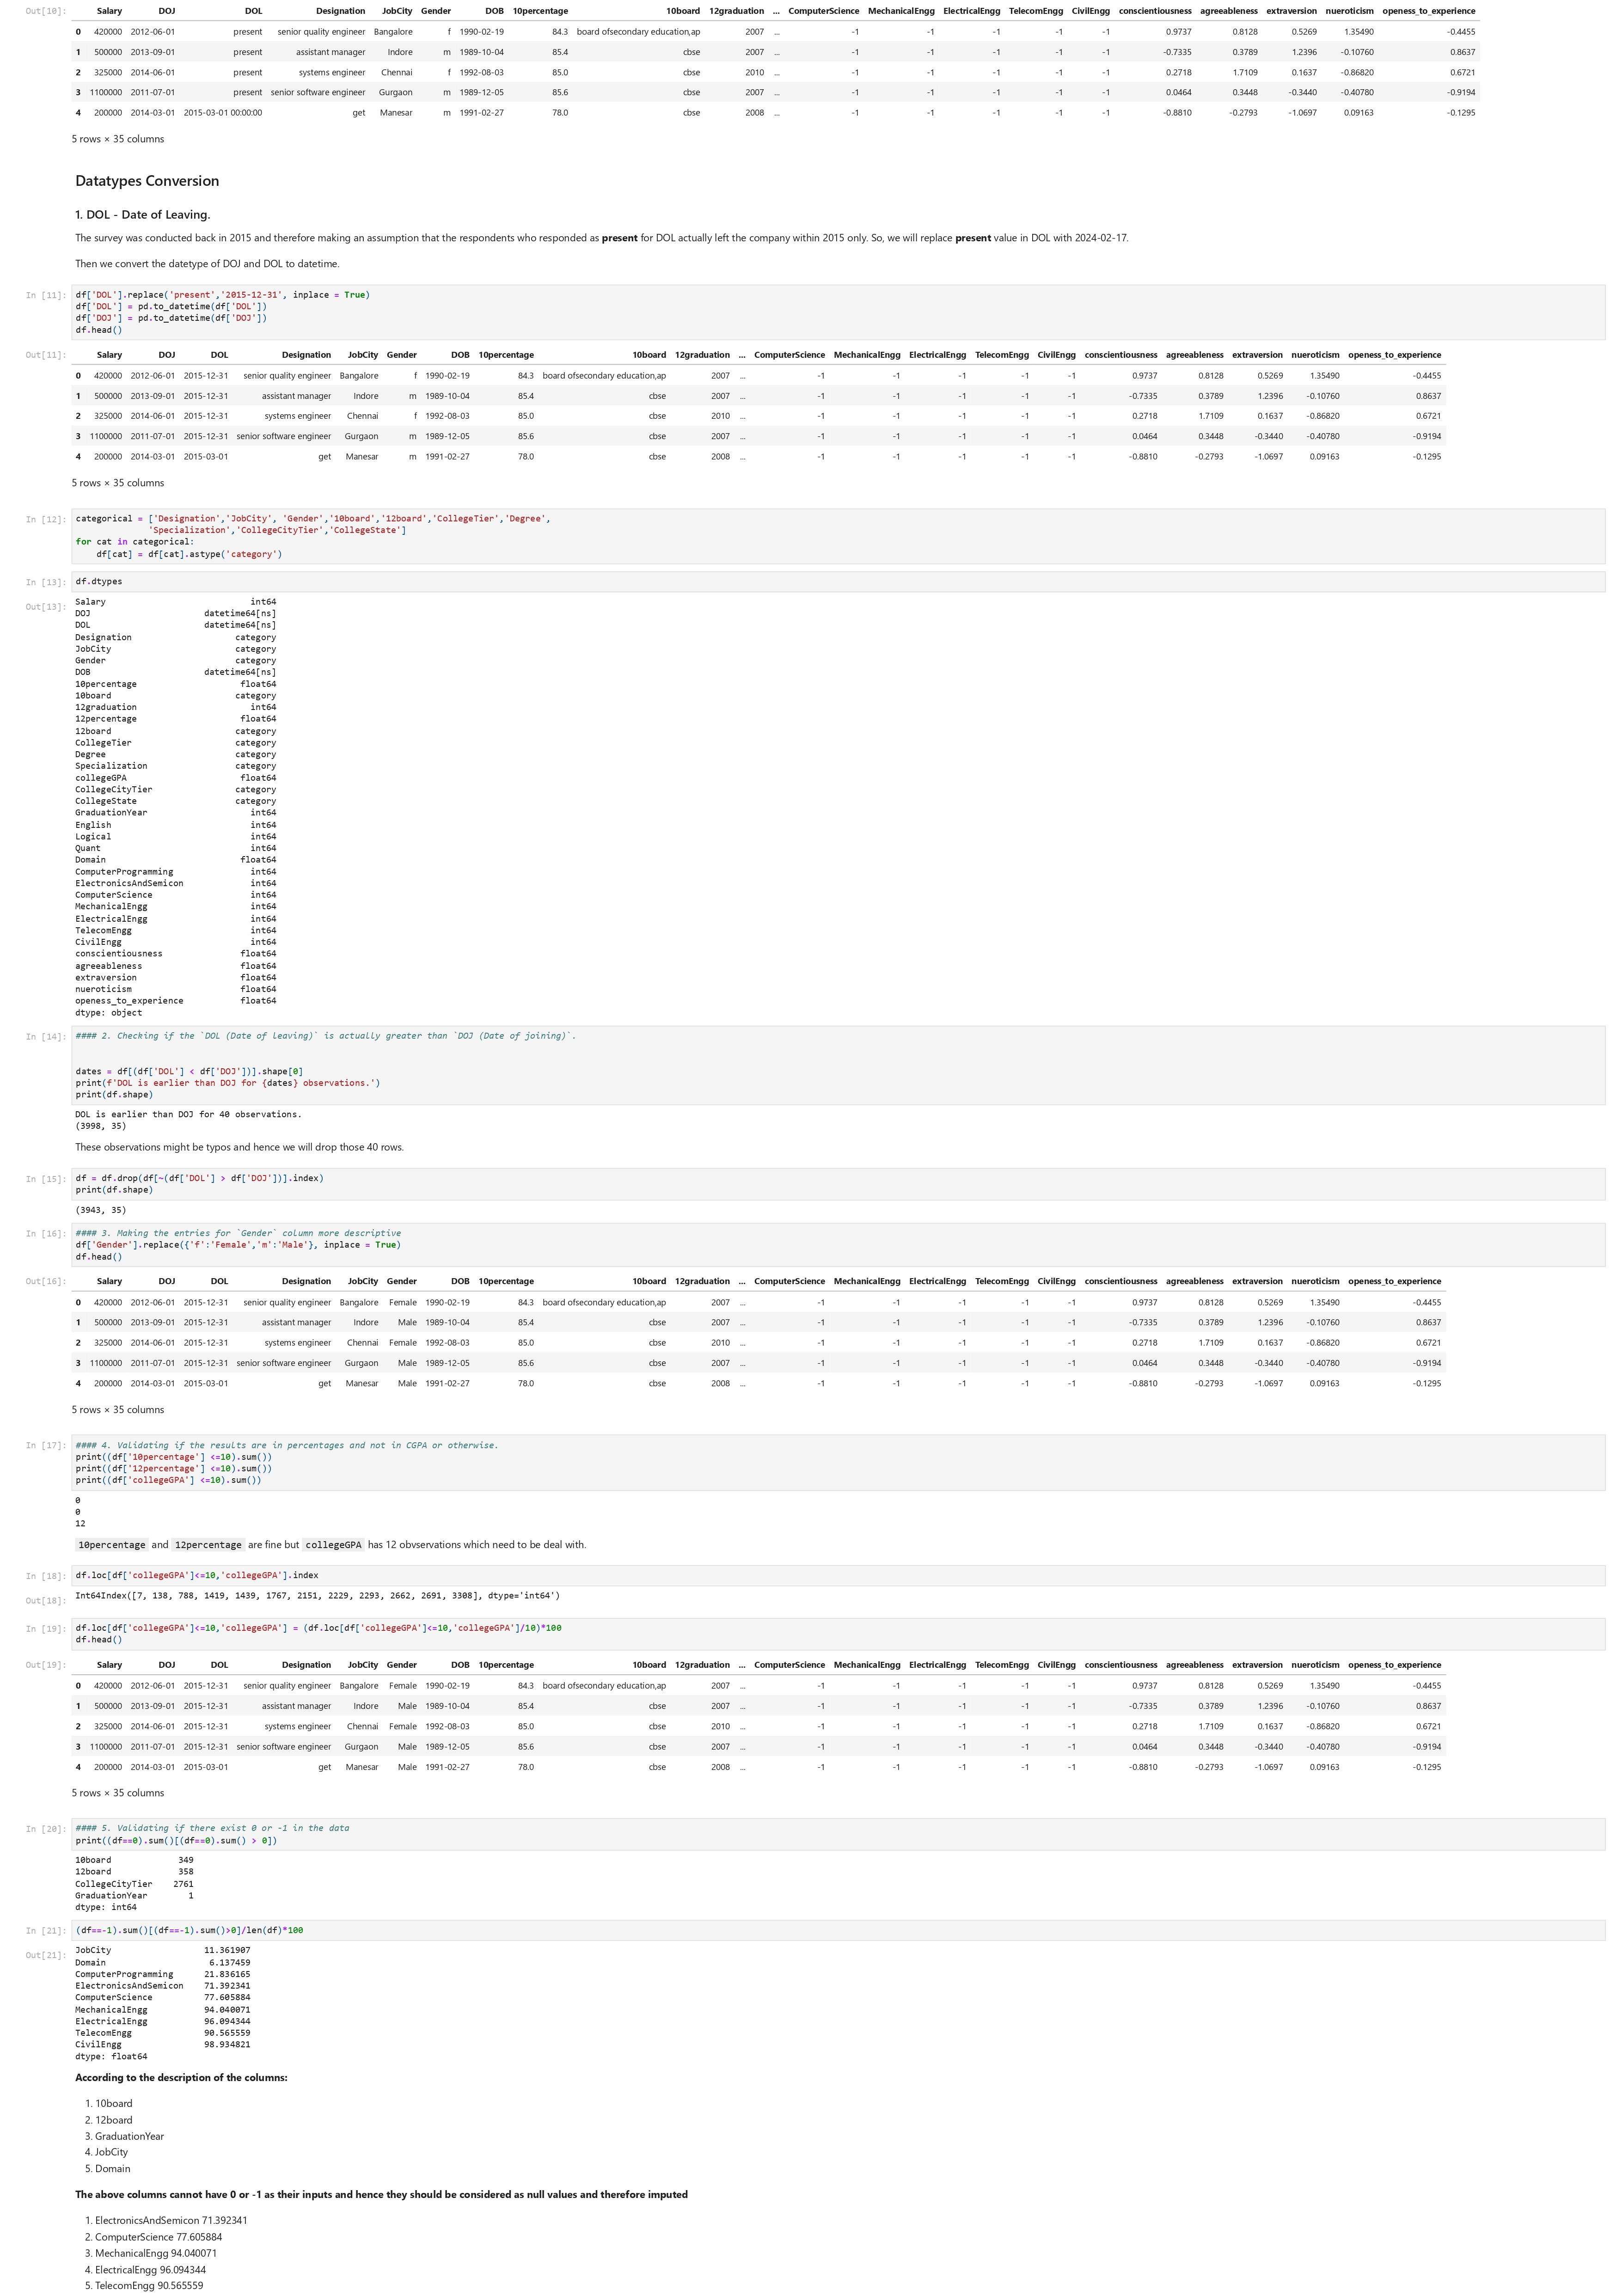 Out[10]: Salary DOJ DOL Designation JobCity Gender DOB 10percentage 10board 12graduation ... ComputerScience MechanicalEngg ElectricalEngg TelecomEngg CivilEngg conscientiousness agreeableness extraversion nueroticism openess_to_experience
0 420000 2012-06-01 present senior quality engineer Bangalore f 1990-02-19 84.3 board ofsecondary education,ap 2007 ... -1 -1 -1 -1 -1 0.9737 0.8128 0.5269 1.35490 -0.4455
1 500000 2013-09-01 present assistant manager Indore m 1989-10-04 85.4 cbse 2007 ... -1 -1 -1 -1 -1 -0.7335 0.3789 1.2396 -0.10760 0.8637
2 325000 2014-06-01 present systems engineer Chennai f 1992-08-03 85.0 cbse 2010 ... -1 -1 -1 -1 -1 0.2718 1.7109 0.1637 -0.86820 0.6721
3 1100000 2011-07-01 present senior software engineer Gurgaon m 1989-12-05 85.6 cbse 2007 ... -1 -1 -1 -1 -1 0.0464 0.3448 -0.3440 -0.40780 -0.9194
4 200000 2014-03-01 2015-03-01 00:00:00 get Manesar m 1991-02-27 78.0 cbse 2008 ... -1 -1 -1 -1 -1 -0.8810 -0.2793 -1.0697 0.09163 -0.1295
5 rows × 35 columns
Datatypes Conversion
1. DOL - Date of Leaving.
The survey was conducted back in 2015 and therefore making an assumption that the respondents who responded as present for DOL actually left the company within 2015 only. So, we will replace present value in DOL with 2024-02-17.
Then we convert the datetype of DOJ and DOL to datetime.
In [11]: df['DOL'].replace('present','2015-12-31', inplace = True)
df['DOL'] = pd.to_datetime(df['DOL'])
df['DOJ'] = pd.to_datetime(df['DOJ'])
df.head()
Out[11]: Salary DOJ DOL Designation JobCity Gender DOB 10percentage 10board 12graduation ... ComputerScience MechanicalEngg ElectricalEngg TelecomEngg CivilEngg conscientiousness agreeableness extraversion nueroticism openess_to_experience
0 420000 2012-06-01 2015-12-31 senior quality engineer Bangalore f 1990-02-19 84.3 board ofsecondary education,ap 2007 ... -1 -1 -1 -1 -1 0.9737 0.8128 0.5269 1.35490 -0.4455
1 500000 2013-09-01 2015-12-31 assistant manager Indore m 1989-10-04 85.4 cbse 2007 ... -1 -1 -1 -1 -1 -0.7335 0.3789 1.2396 -0.10760 0.8637
2 325000 2014-06-01 2015-12-31 systems engineer Chennai f 1992-08-03 85.0 cbse 2010 ... -1 -1 -1 -1 -1 0.2718 1.7109 0.1637 -0.86820 0.6721
3 1100000 2011-07-01 2015-12-31 senior software engineer Gurgaon m 1989-12-05 85.6 cbse 2007 ... -1 -1 -1 -1 -1 0.0464 0.3448 -0.3440 -0.40780 -0.9194
4 200000 2014-03-01 2015-03-01 get Manesar m 1991-02-27 78.0 cbse 2008 ... -1 -1 -1 -1 -1 -0.8810 -0.2793 -1.0697 0.09163 -0.1295
5 rows × 35 columns
In [12]: categorical = ['Designation','JobCity', 'Gender','10board','12board','CollegeTier','Degree',
'Specialization','CollegeCityTier','CollegeState']
for cat in categorical:
df[cat] = df[cat].astype('category')
In [13]: df.dtypes
Out[13]: Salary int64
DOJ datetime64[ns]
DOL datetime64[ns]
Designation category
JobCity category
Gender category
DOB datetime64[ns]
10percentage float64
10board category
12graduation int64
12percentage float64
12board category
CollegeTier category
Degree category
Specialization category
collegeGPA float64
CollegeCityTier category
CollegeState category
GraduationYear int64
English int64
Logical int64
Quant int64
Domain float64
ComputerProgramming int64
ElectronicsAndSemicon int64
ComputerScience int64
MechanicalEngg int64
ElectricalEngg int64
TelecomEngg int64
CivilEngg int64
conscientiousness float64
agreeableness float64
extraversion float64
nueroticism float64
openess_to_experience float64
dtype: object
In [14]: #### 2. Checking if the `DOL (Date of leaving)` is actually greater than `DOJ (Date of joining)`.
dates = df[(df['DOL'] < df['DOJ'])].shape[0]
print(f'DOL is earlier than DOJ for {dates} observations.')
print(df.shape)
DOL is earlier than DOJ for 40 observations.
(3998, 35)
These observations might be typos and hence we will drop those 40 rows.
In [15]: df = df.drop(df[~(df['DOL'] > df['DOJ'])].index)
print(df.shape)
(3943, 35)
In [16]: #### 3. Making the entries for `Gender` column more descriptive
df['Gender'].replace({'f':'Female','m':'Male'}, inplace = True)
df.head()
Out[16]: Salary DOJ DOL Designation JobCity Gender DOB 10percentage 10board 12graduation ... ComputerScience MechanicalEngg ElectricalEngg TelecomEngg CivilEngg conscientiousness agreeableness extraversion nueroticism openess_to_experience
0 420000 2012-06-01 2015-12-31 senior quality engineer Bangalore Female 1990-02-19 84.3 board ofsecondary education,ap 2007 ... -1 -1 -1 -1 -1 0.9737 0.8128 0.5269 1.35490 -0.4455
1 500000 2013-09-01 2015-12-31 assistant manager Indore Male 1989-10-04 85.4 cbse 2007 ... -1 -1 -1 -1 -1 -0.7335 0.3789 1.2396 -0.10760 0.8637
2 325000 2014-06-01 2015-12-31 systems engineer Chennai Female 1992-08-03 85.0 cbse 2010 ... -1 -1 -1 -1 -1 0.2718 1.7109 0.1637 -0.86820 0.6721
3 1100000 2011-07-01 2015-12-31 senior software engineer Gurgaon Male 1989-12-05 85.6 cbse 2007 ... -1 -1 -1 -1 -1 0.0464 0.3448 -0.3440 -0.40780 -0.9194
4 200000 2014-03-01 2015-03-01 get Manesar Male 1991-02-27 78.0 cbse 2008 ... -1 -1 -1 -1 -1 -0.8810 -0.2793 -1.0697 0.09163 -0.1295
5 rows × 35 columns
In [17]: #### 4. Validating if the results are in percentages and not in CGPA or otherwise.
print((df['10percentage'] <=10).sum())
print((df['12percentage'] <=10).sum())
print((df['collegeGPA'] <=10).sum())
0
0
12
10percentage and 12percentage are fine but collegeGPA has 12 obvservations which need to be deal with.
In [18]: df.loc[df['collegeGPA']<=10,'collegeGPA'].index
Out[18]: Int64Index([7, 138, 788, 1419, 1439, 1767, 2151, 2229, 2293, 2662, 2691, 3308], dtype='int64')
In [19]: df.loc[df['collegeGPA']<=10,'collegeGPA'] = (df.loc[df['collegeGPA']<=10,'collegeGPA']/10)*100
df.head()
Out[19]: Salary DOJ DOL Designation JobCity Gender DOB 10percentage 10board 12graduation ... ComputerScience MechanicalEngg ElectricalEngg TelecomEngg CivilEngg conscientiousness agreeableness extraversion nueroticism openess_to_experience
0 420000 2012-06-01 2015-12-31 senior quality engineer Bangalore Female 1990-02-19 84.3 board ofsecondary education,ap 2007 ... -1 -1 -1 -1 -1 0.9737 0.8128 0.5269 1.35490 -0.4455
1 500000 2013-09-01 2015-12-31 assistant manager Indore Male 1989-10-04 85.4 cbse 2007 ... -1 -1 -1 -1 -1 -0.7335 0.3789 1.2396 -0.10760 0.8637
2 325000 2014-06-01 2015-12-31 systems engineer Chennai Female 1992-08-03 85.0 cbse 2010 ... -1 -1 -1 -1 -1 0.2718 1.7109 0.1637 -0.86820 0.6721
3 1100000 2011-07-01 2015-12-31 senior software engineer Gurgaon Male 1989-12-05 85.6 cbse 2007 ... -1 -1 -1 -1 -1 0.0464 0.3448 -0.3440 -0.40780 -0.9194
4 200000 2014-03-01 2015-03-01 get Manesar Male 1991-02-27 78.0 cbse 2008 ... -1 -1 -1 -1 -1 -0.8810 -0.2793 -1.0697 0.09163 -0.1295
5 rows × 35 columns
In [20]: #### 5. Validating if there exist 0 or -1 in the data
print((df==0).sum()[(df==0).sum() > 0])
10board 349
12board 358
CollegeCityTier 2761
GraduationYear 1
dtype: int64
In [21]: (df==-1).sum()[(df==-1).sum()>0]/len(df)*100
Out[21]: JobCity 11.361907
Domain 6.137459
ComputerProgramming 21.836165
ElectronicsAndSemicon 71.392341
ComputerScience 77.605884
MechanicalEngg 94.040071
ElectricalEngg 96.094344
TelecomEngg 90.565559
CivilEngg 98.934821
dtype: float64
According to the description of the columns:
1. 10board
2. 12board
3. GraduationYear
4. JobCity
5. Domain
The above columns cannot have 0 or -1 as their inputs and hence they should be considered as null values and therefore imputed
1. ElectronicsAndSemicon 71.392341
2. ComputerScience 77.605884
3. MechanicalEngg 94.040071
4. ElectricalEngg 96.094344
5. TelecomEngg 90.565559